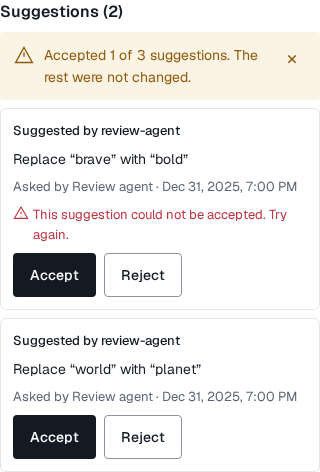 Suggestions (2)
Accepted 1 of 3 suggestions. The
rest were not changed.
Suggested by review-agent
Replace “brave” with “bold”
Asked by Review agent · Dec 31, 2025, 7:00 PM
This suggestion could not be accepted. Try
again.
Accept Reject
Suggested by review-agent
Replace “world” with “planet”
Asked by Review agent · Dec 31, 2025, 7:00 PM
Accept Reject